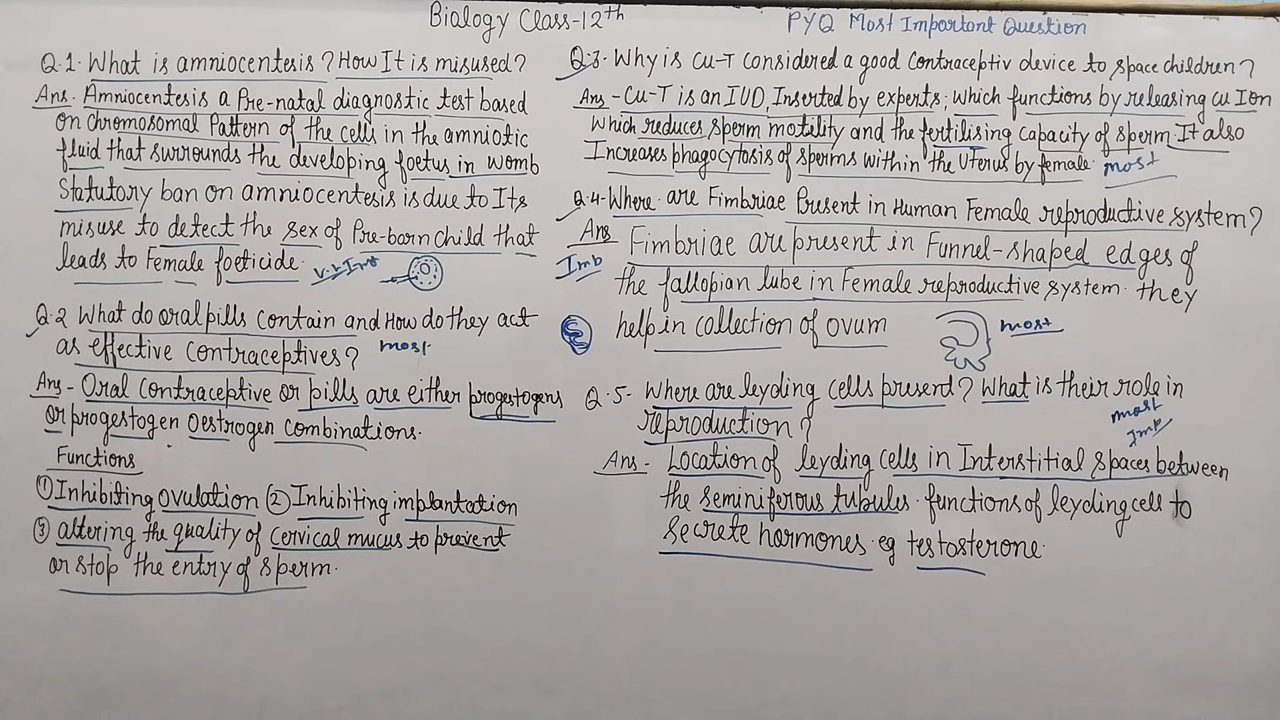 Biology Class-12th
PYQ Most Important Question
Q.1. What is amniocentesis? How It is misused?
Ans. Amniocentesis a Pre-natal diagnostic test based
on chromosomal Pattern of the cells in the amniotic
fluid that surrounds the developing foetus in womb
Statutory ban on amniocentesis is due to Its
misuse to detect the sex of Pre-born child that
leads to Female foeticide.
V.V Imp
Q.2 What do oral pills contain and How do they act
as effective contraceptives?
most
Ans- Oral Contraceptive or pills are either progestogens
or progestogen Oestrogen Combinations.
Functions
① Inhibiting ovulation ② Inhibiting implantation
③ altering the quality of cervical mucus to prevent
or stop the entry of sperm.
Q.3. Why is Cu-T considered a good Contraceptiv device to space children?
Ans - Cu-T is an IUD, Inserted by experts, which functions by releasing Cu Ion
which reduces sperm motility and the fertilising capacity of sperm It also
Increases phagocytosis of sperms within the Uterus by female.
most
Q.4- Where are Fimbriae Present in Human Female reproductive system?
Ans Fimbriae are present in Funnel-shaped edges of
Imb
the fallopian lube in Female reproductive system. they
help in collection of ovum
most
Q.5- Where are leyding cells present? What is their role in
reproduction?
most
Imp
Ans- Location of leyding cells in Interstitial spaces between
the seminiferous tubules. functions of leyding cell to
secrete hormones. eg testosterone.